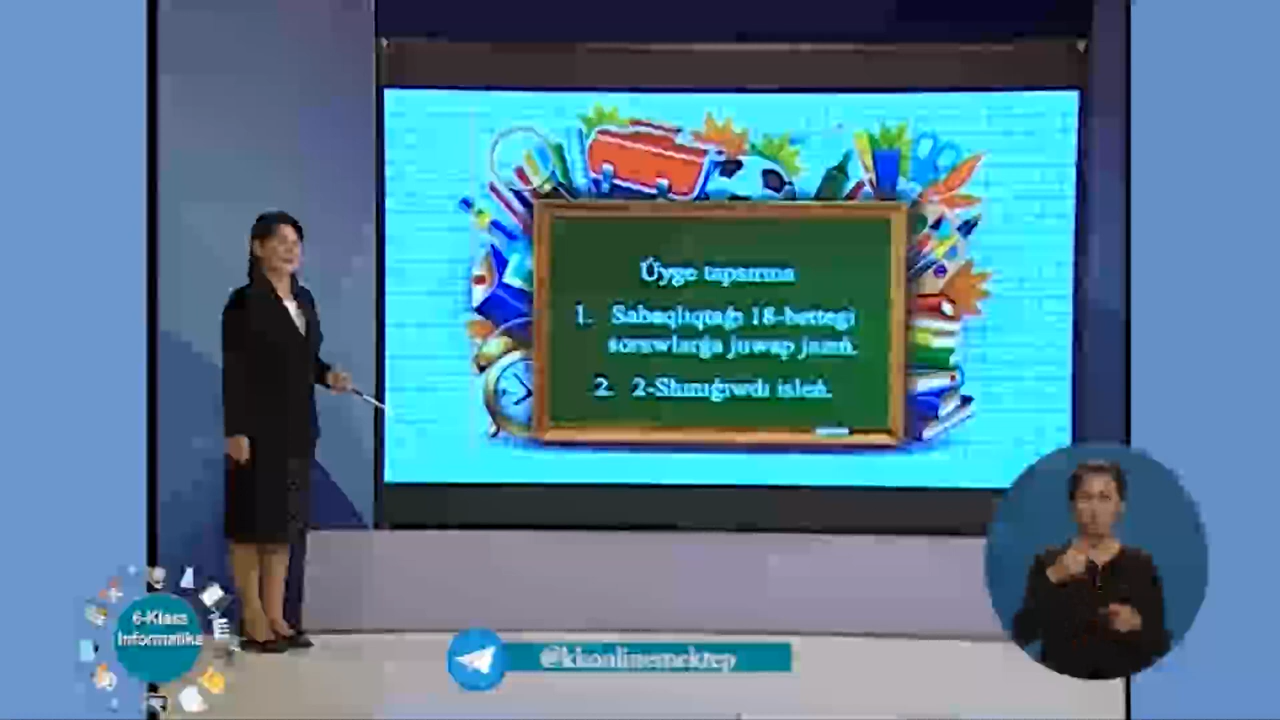 Úyge tapsırma
1. Sabaqlıqtaǵı 18-bettegi
sorawlarǵa juwap jazıń.
2. 2-Shınıǵıwdı isleń.
6-Klass
Informatika
@kkonlinemektep